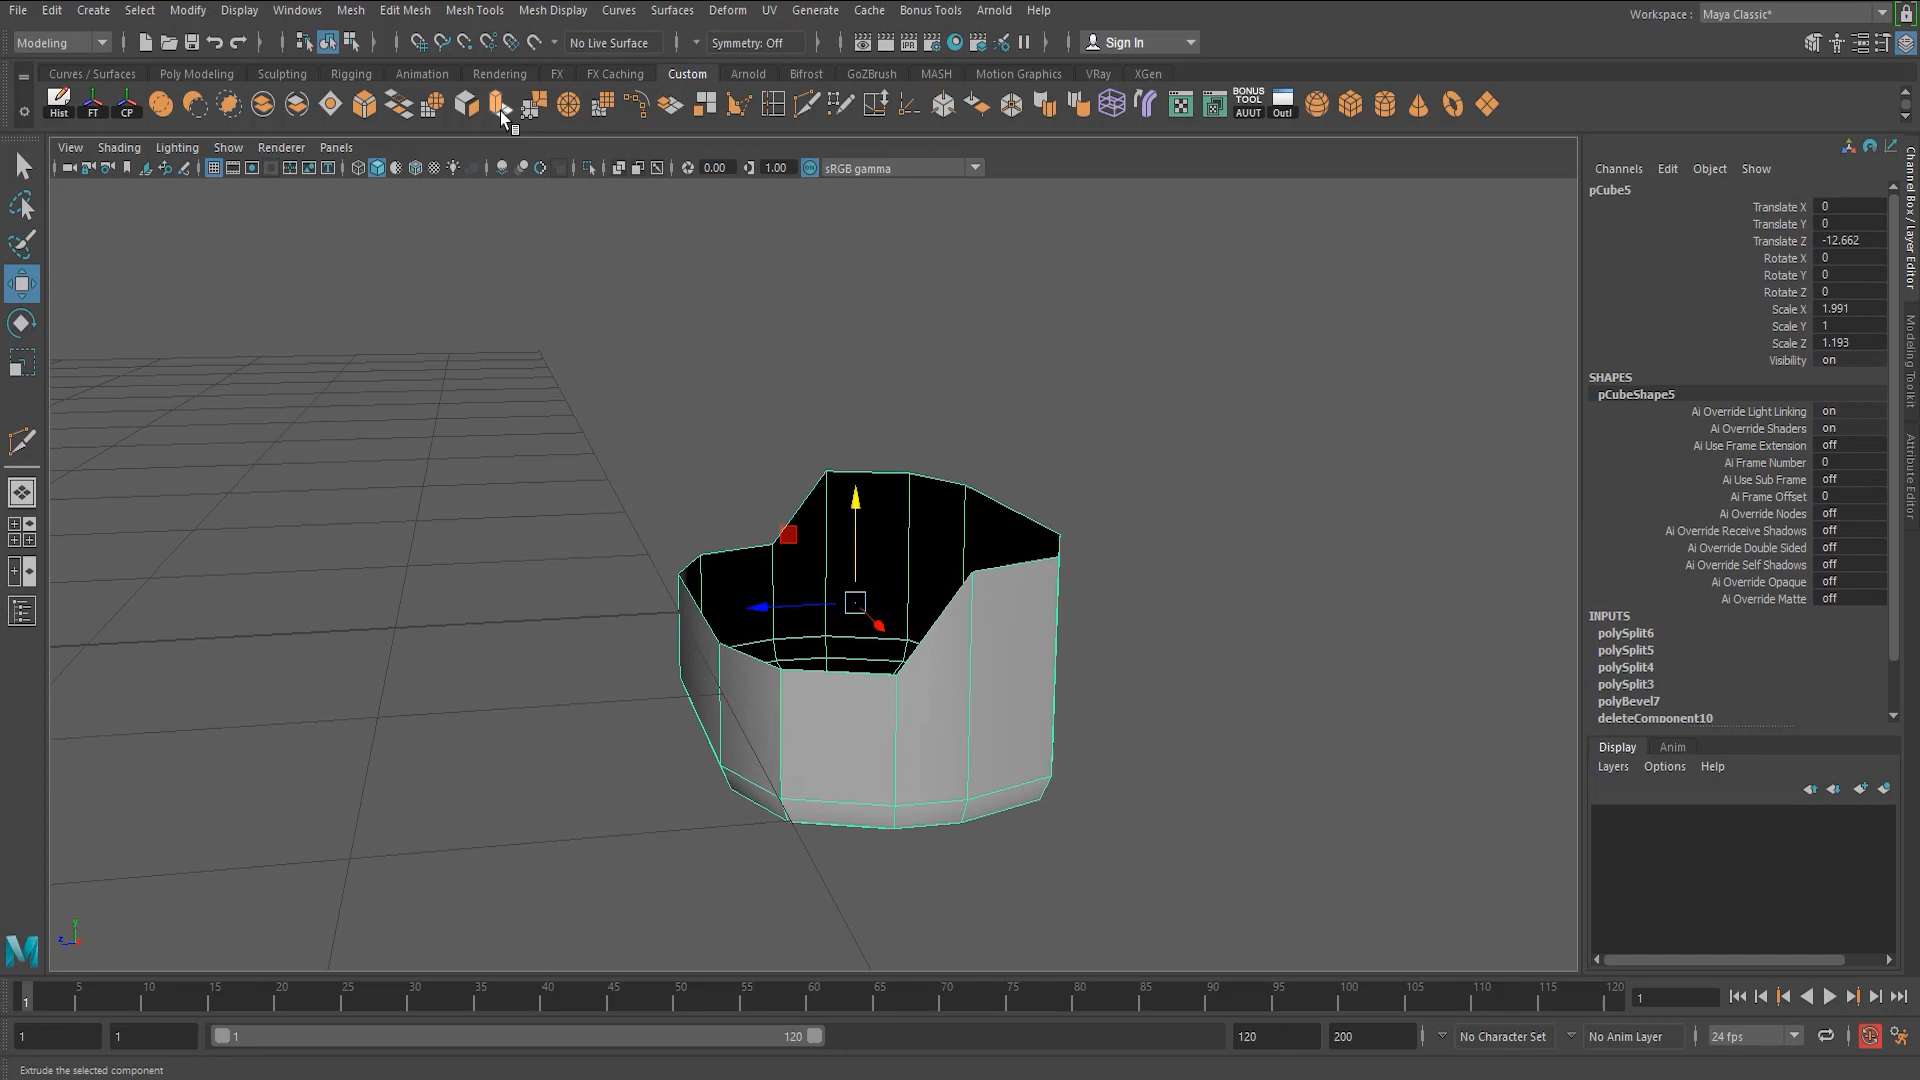 File Edit Create Select Modify Display Windows Mesh Edit Mesh Mesh Tools Mesh Display Curves Surfaces Deform UV Generate Cache Bonus Tools Arnold Help
Workspace : Maya Classic*
Modeling No Live Surface Symmetry: Off Sign In
Curves / Surfaces Poly Modeling Sculpting Rigging Animation Rendering FX FX Caching Custom Arnold Bifrost GoZBrush MASH Motion Graphics VRay XGen
IPR
BONUS TOOL
Hist FT CP AUUT Outl
View Shading Lighting Show Renderer Panels
0.00 1.00 ON sRGB gamma
Channels Edit Object Show
pCube5
Translate X 0
Translate Y 0
Translate Z -12.662
Rotate X 0
Rotate Y 0
Rotate Z 0
Scale X 1.991
Scale Y 1
Scale Z 1.193
Visibility on
SHAPES
pCubeShape5
Ai Override Light Linking on
Ai Override Shaders on
Ai Use Frame Extension off
Ai Frame Number 0
Ai Use Sub Frame off
Ai Frame Offset 0
Ai Override Nodes off
Ai Override Receive Shadows off
Ai Override Double Sided off
Ai Override Self Shadows off
Ai Override Opaque off
Ai Override Matte off
INPUTS
polySplit6
polySplit5
polySplit4
polySplit3
polyBevel7
deleteComponent10
Display Anim
Layers Options Help
Channel Box / Layer Editor
Modeling Toolkit
Attribute Editor
y
z
M
5 10 15 20 25 30 35 40 45 50 55 60 65 70 75 80 85 90 95 100 105 110 115 120
1 1
1 1 1 120 120 200 No Character Set No Anim Layer 24 fps
Extrude the selected component